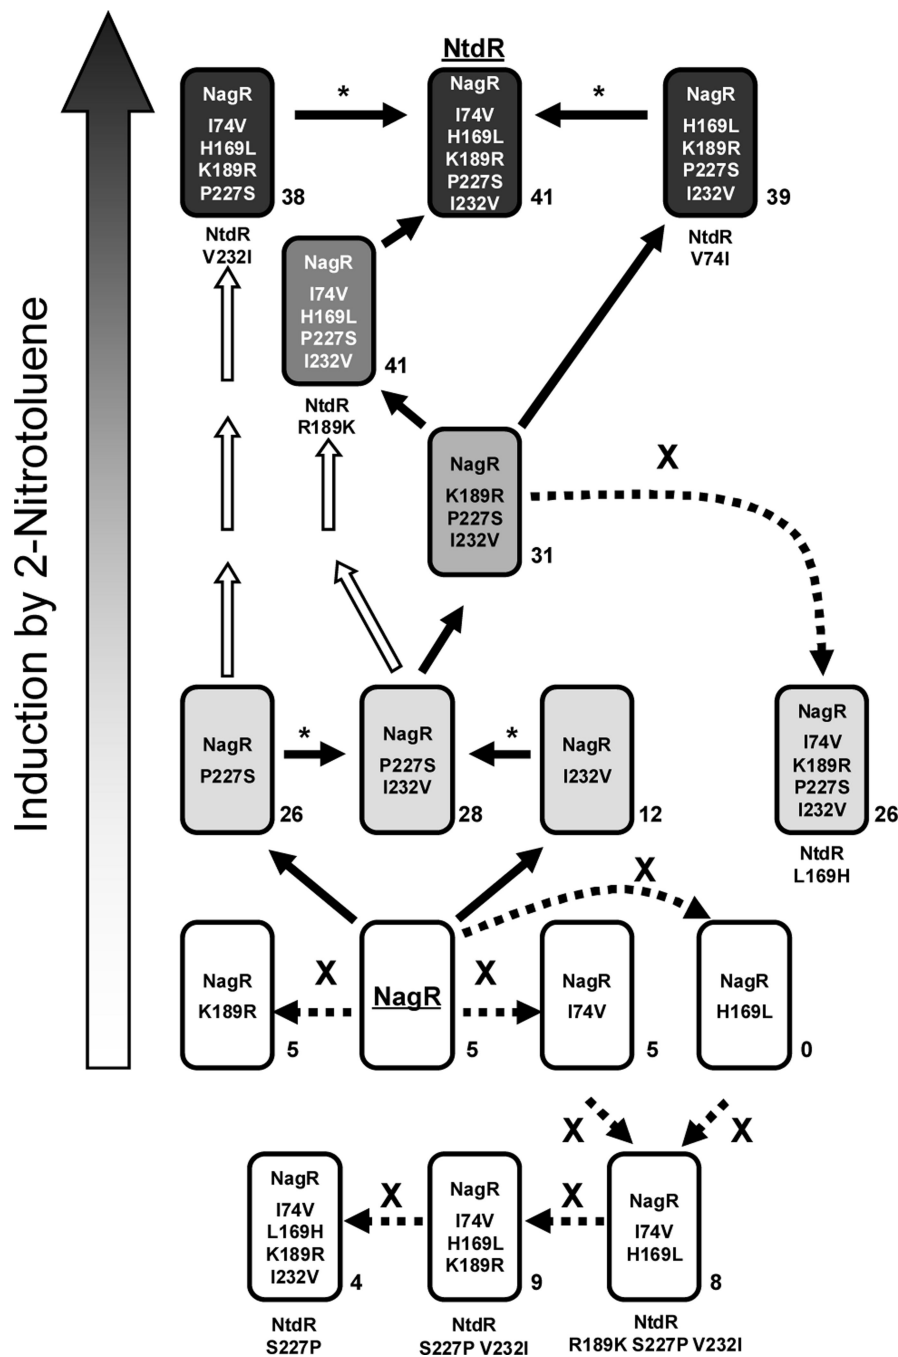 Induction by 2-Nitrotoluene
NtdR
NagR
I74V
H169L
K189R
P227S
38
NtdR
V232I
*
NagR
I74V
H169L
K189R
P227S
I232V
41
*
NagR
H169L
K189R
P227S
I232V
39
NtdR
V74I
NagR
I74V
H169L
P227S
I232V
41
NtdR
R189K
NagR
K189R
P227S
I232V
31
X
NagR
P227S
26
*
NagR
P227S
I232V
28
*
NagR
I232V
12
NagR
I74V
K189R
P227S
I232V
26
NtdR
L169H
X
NagR
K189R
5
X
NagR
5
X
NagR
I74V
5
NagR
H169L
0
X
X
NagR
I74V
L169H
K189R
I232V
4
NtdR
S227P
X
NagR
I74V
H169L
K189R
9
NtdR
S227P V232I
X
NagR
I74V
H169L
8
NtdR
R189K S227P V232I